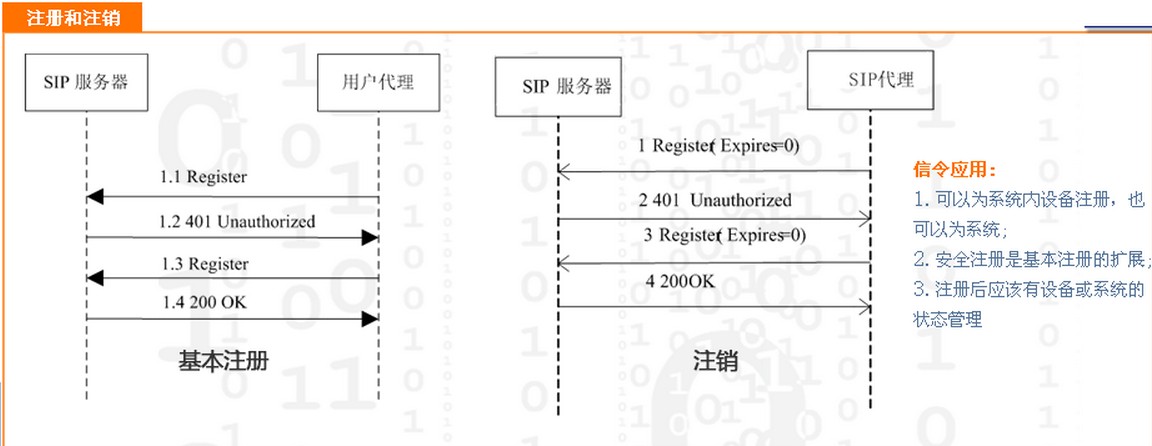 注册和注销
SIP 服务器
用户代理
1.1 Register
1.2 401 Unauthorized
1.3 Register
1.4 200 OK
基本注册
SIP 服务器
SIP代理
1 Register( Expires=0)
2 401 Unauthorized
3 Register( Expires=0)
4 200OK
注销
信令应用：
1. 可以为系统内设备注册，也
可以为系统;
2. 安全注册是基本注册的扩展;
3. 注册后应该有设备或系统的
状态管理